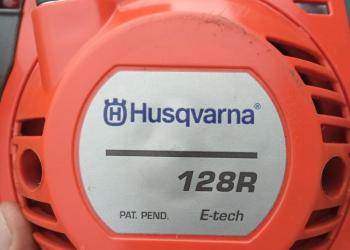 Husqvarna®
128R
PAT. PEND. E-tech